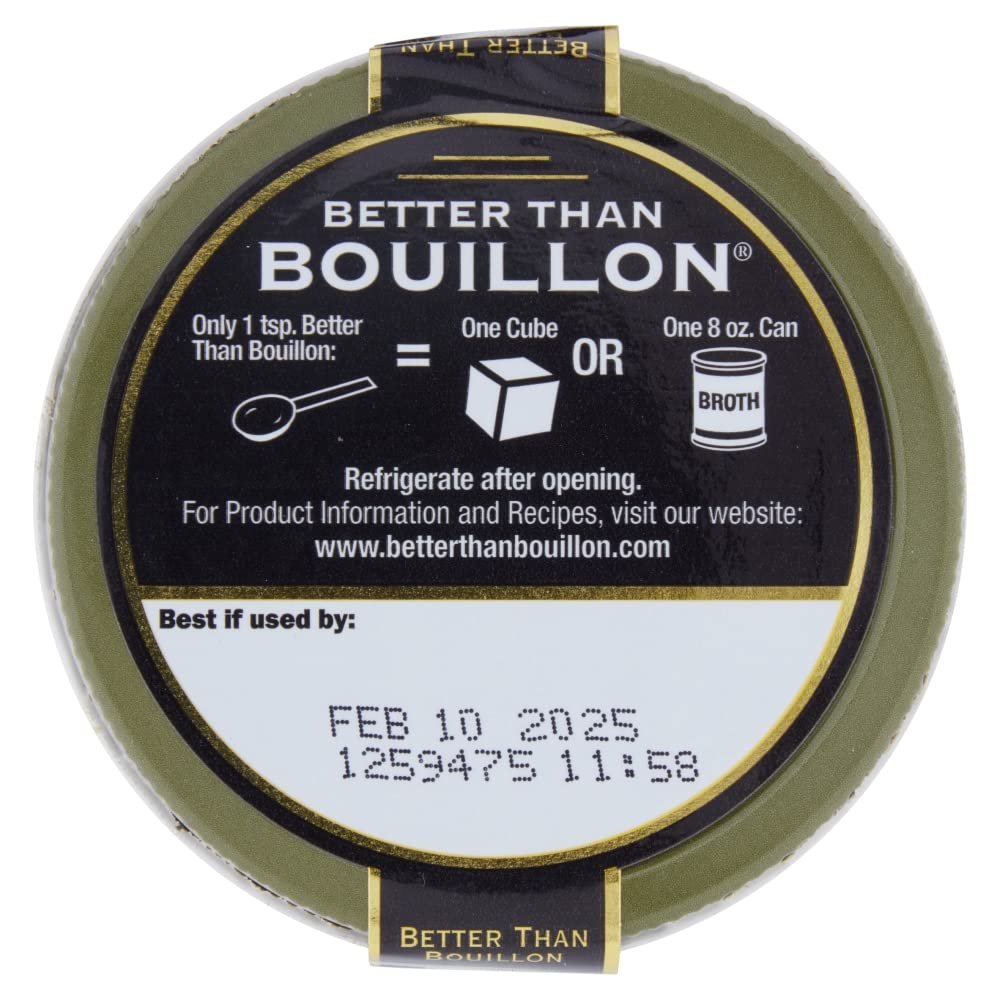 BETTER THAN
BETTER THAN
BOUILLON®
Only 1 tsp. Better
Than Bouillon:
=
One Cube
OR
One 8 oz. Can
BROTH
Refrigerate after opening.
For Product Information and Recipes, visit our website:
www.betterthanbouillon.com
Best if used by:
FEB 10 2025
1259475 11:58
BETTER THAN
BOUILLON